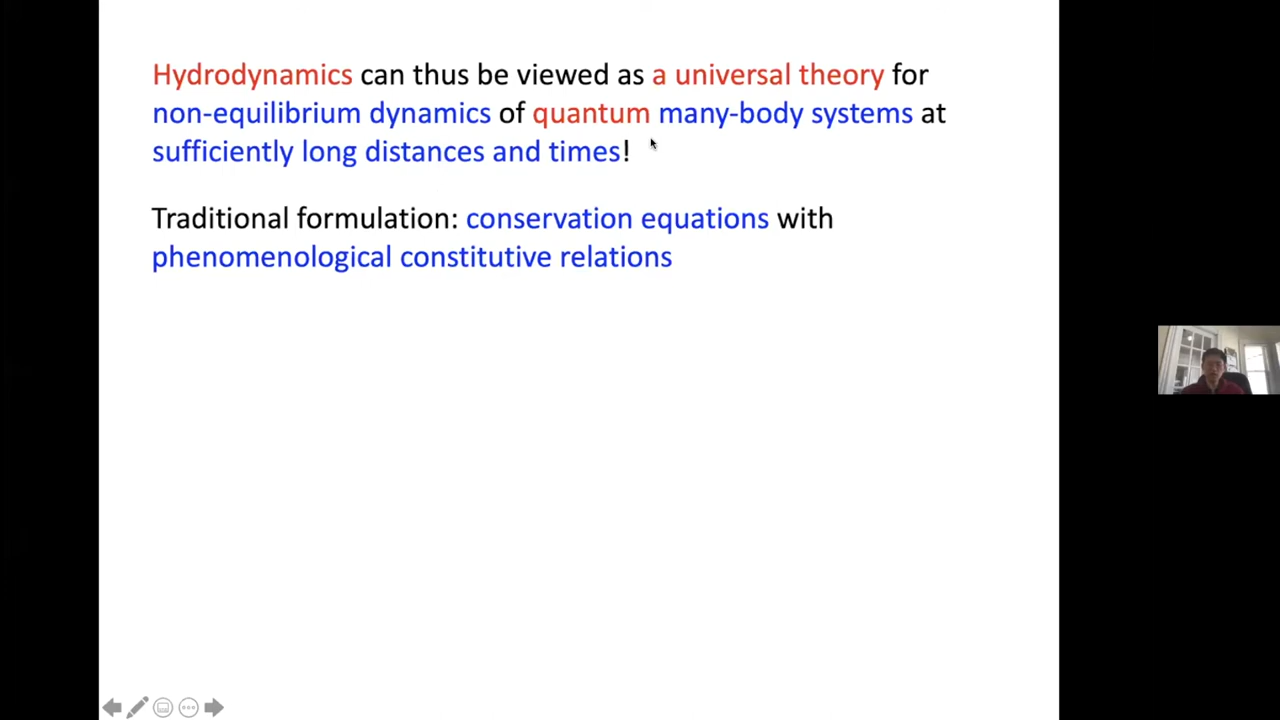 Hydrodynamics can thus be viewed as a universal theory for
non-equilibrium dynamics of quantum many-body systems at
sufficiently long distances and times!
Traditional formulation: conservation equations with
phenomenological constitutive relations